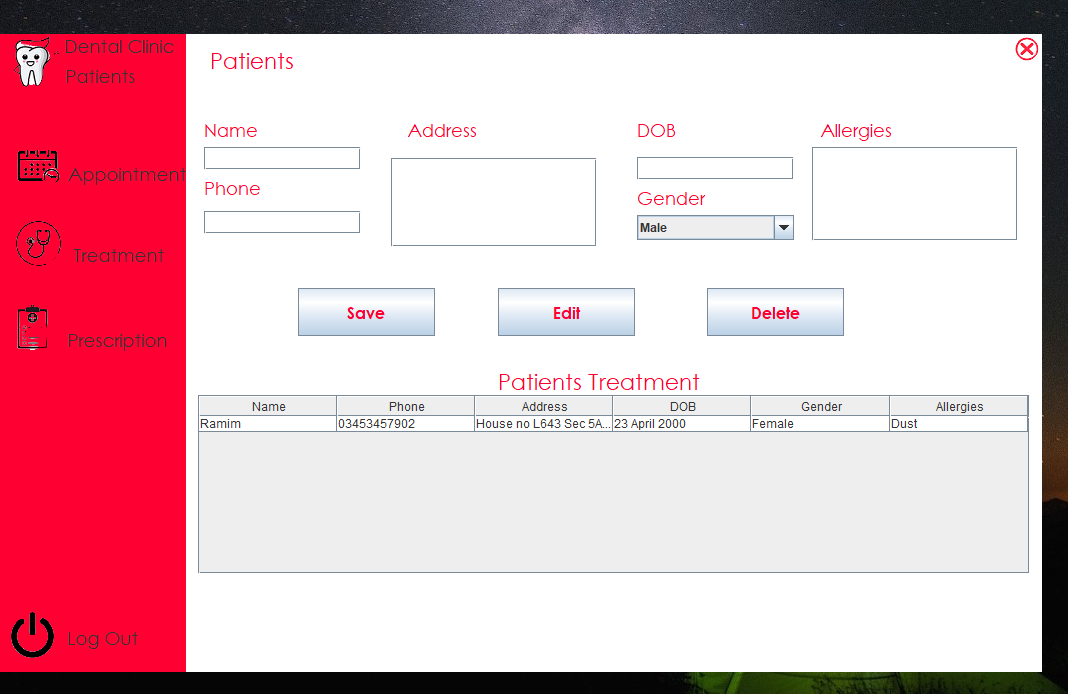 Dental Clinic
Patients
Appointment
Treatment
Prescription
Log Out
Patients
Name
Address
DOB
Allergies
Phone
Gender
Male
Save
Edit
Delete
Patients Treatment
Name Phone Address DOB Gender Allergies
Ramim 03453457902 House no L643 Sec 5A... 23 April 2000 Female Dust